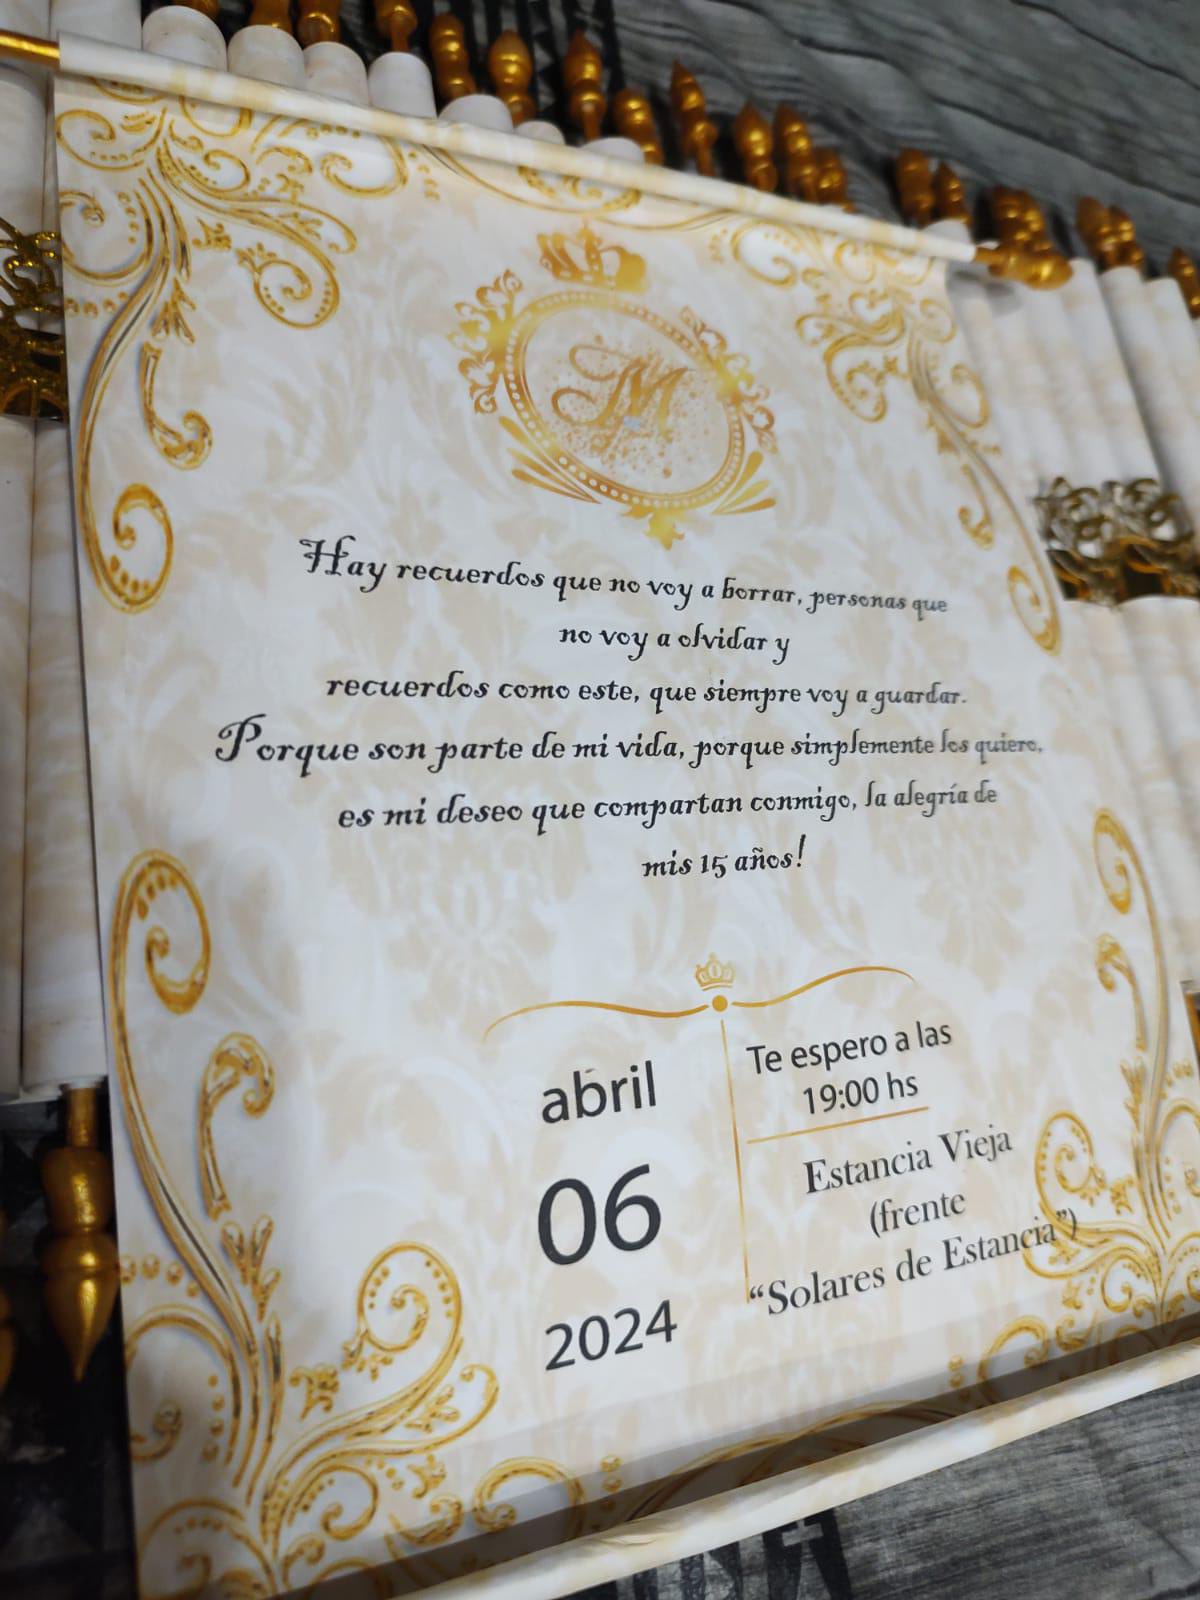 M
Hay recuerdos que no voy a borrar, personas que
no voy a olvidar y
recuerdos como este, que siempre voy a guardar.
Porque son parte de mi vida, porque simplemente los quiero,
es mi deseo que compartan conmigo, la alegría de
mis 15 años!
abril
06
2024
Te espero a las
19:00 hs
Estancia Vieja
(frente
“Solares de Estancia”)